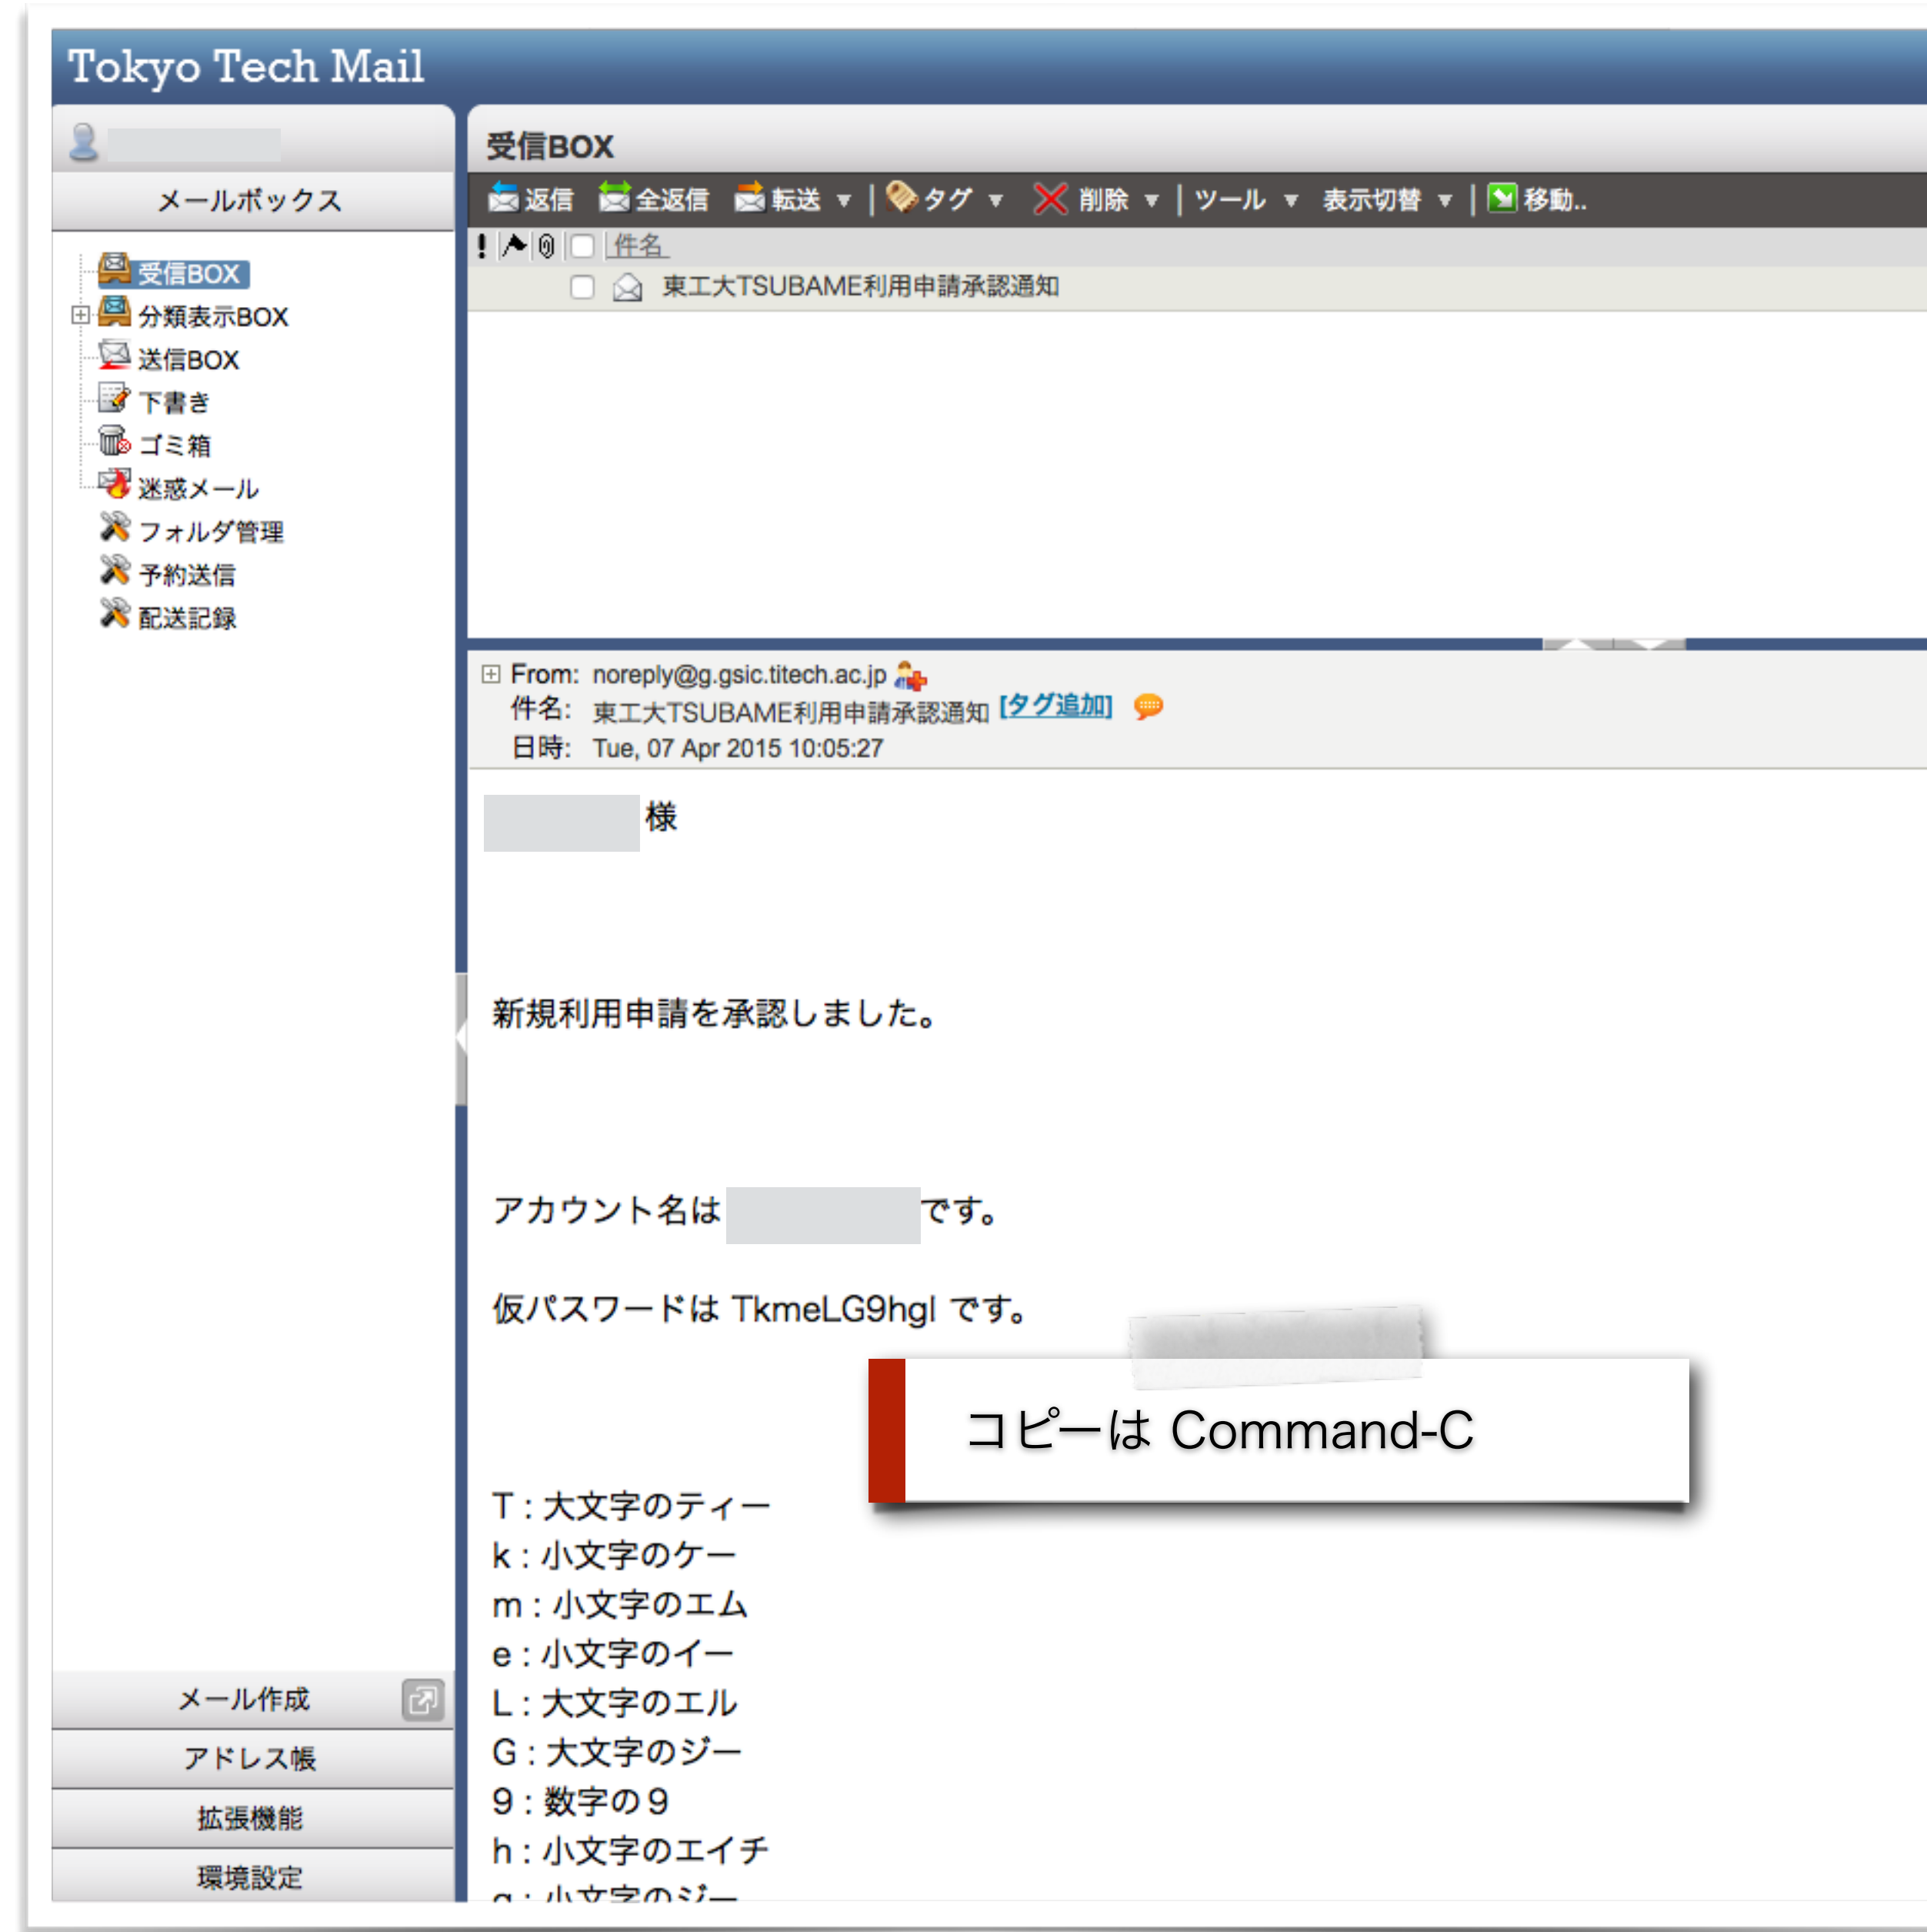 Tokyo Tech Mail
メールボックス
受信BOX
分類表示BOX
送信BOX
下書き
ゴミ箱
迷惑メール
フォルダ管理
予約送信
配送記録
メール作成
アドレス帳
拡張機能
環境設定
受信BOX
返信 全返信 転送 タグ 削除 ツール 表示切替 移動..
件名
東工大TSUBAME利用申請承認通知
From: noreply@g.gsic.titech.ac.jp
件名: 東工大TSUBAME利用申請承認通知 [タグ追加]
日時: Tue, 07 Apr 2015 10:05:27
様
新規利用申請を承認しました。
アカウント名は です。
仮パスワードは TkmeLG9hgl です。
コピーは Command-C
T : 大文字のティー
k : 小文字のケー
m : 小文字のエム
e : 小文字のイー
L : 大文字のエル
G : 大文字のジー
9 : 数字の９
h : 小文字のエイチ
g : 小文字のジー